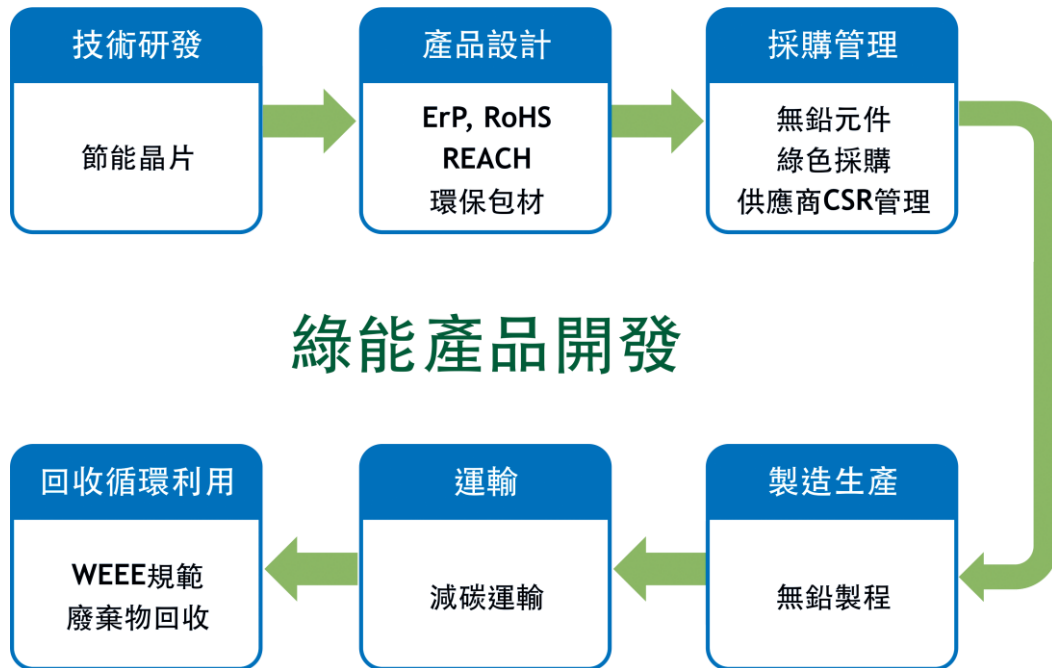 技術研發
節能晶片
產品設計
ErP, RoHS
REACH
環保包材
採購管理
無鉛元件
綠色採購
供應商CSR管理
綠能產品開發
製造生產
無鉛製程
運輸
減碳運輸
回收循環利用
WEEE規範
廢棄物回收